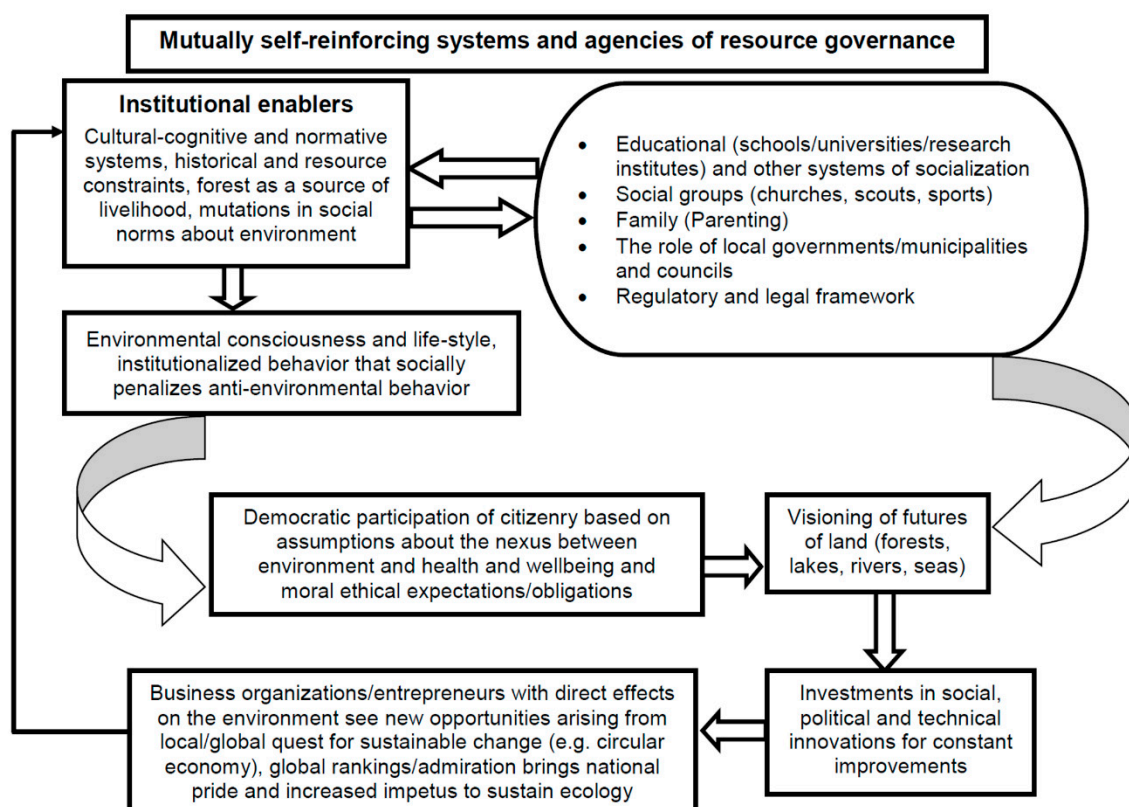 Mutually self-reinforcing systems and agencies of resource governance
Institutional enablers
Cultural-cognitive and normative
systems, historical and resource
constraints, forest as a source of
livelihood, mutations in social
norms about environment
• Educational (schools/universities/research
institutes) and other systems of socialization
• Social groups (churches, scouts, sports)
• Family (Parenting)
• The role of local governments/municipalities
and councils
• Regulatory and legal framework
Environmental consciousness and life-style,
institutionalized behavior that socially
penalizes anti-environmental behavior
Democratic participation of citizenry based on
assumptions about the nexus between
environment and health and wellbeing and
moral ethical expectations/obligations
Visioning of futures
of land (forests,
lakes, rivers, seas)
Business organizations/entrepreneurs with direct effects
on the environment see new opportunities arising from
local/global quest for sustainable change (e.g. circular
economy), global rankings/admiration brings national
pride and increased impetus to sustain ecology
Investments in social,
political and technical
innovations for constant
improvements